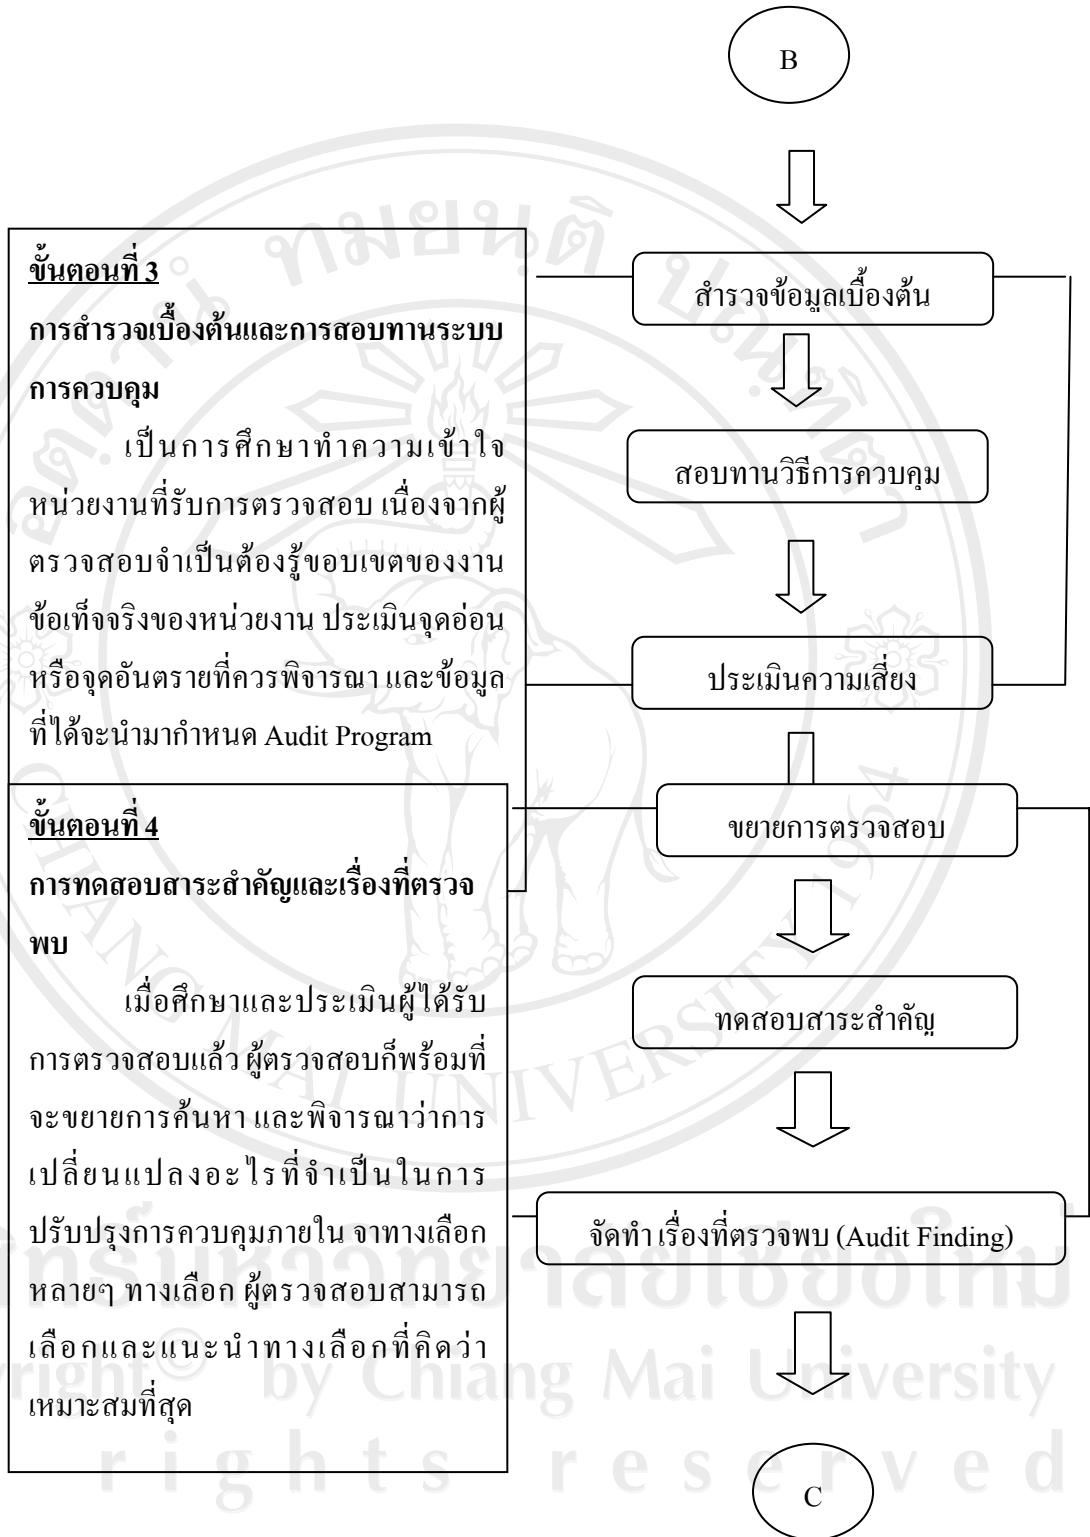 B
ขั้นตอนที่ 3
การสำรวจเบื้องต้นและการสอบทานระบบ
การควบคุม
เป็นการศึกษาทำความเข้าใจ
หน่วยงานที่รับการตรวจสอบ เนื่องจากผู้
ตรวจสอบจำเป็นต้องรู้ขอบเขตของงาน
ข้อเท็จจริงของหน่วยงาน ประเมินจุดอ่อน
หรือจุดอันตรายที่ควรพิจารณา และข้อมูล
ที่ได้จะนำมากำหนด Audit Program
สำรวจข้อมูลเบื้องต้น
สอบทานวิธีการควบคุม
ประเมินความเสี่ยง
ขั้นตอนที่ 4
การทดสอบสาระสำคัญและเรื่องที่ตรวจ
พบ
เมื่อศึกษาและประเมินผู้ได้รับ
การตรวจสอบแล้ว ผู้ตรวจสอบก็พร้อมที่
จะขยายการค้นหา และพิจารณาว่าการ
เปลี่ยนแปลงอะไรที่จำเป็นในการ
ปรับปรุงการควบคุมภายใน จาทางเลือก
หลายๆ ทางเลือก ผู้ตรวจสอบสามารถ
เลือกและแนะนำทางเลือกที่คิดว่า
เหมาะสมที่สุด
ขยายการตรวจสอบ
ทดสอบสาระสำคัญ
จัดทำ เรื่องที่ตรวจพบ (Audit Finding)
C
CHIANG MAI UNIVERSITY 1964
by Chiang Mai University
rights reserved